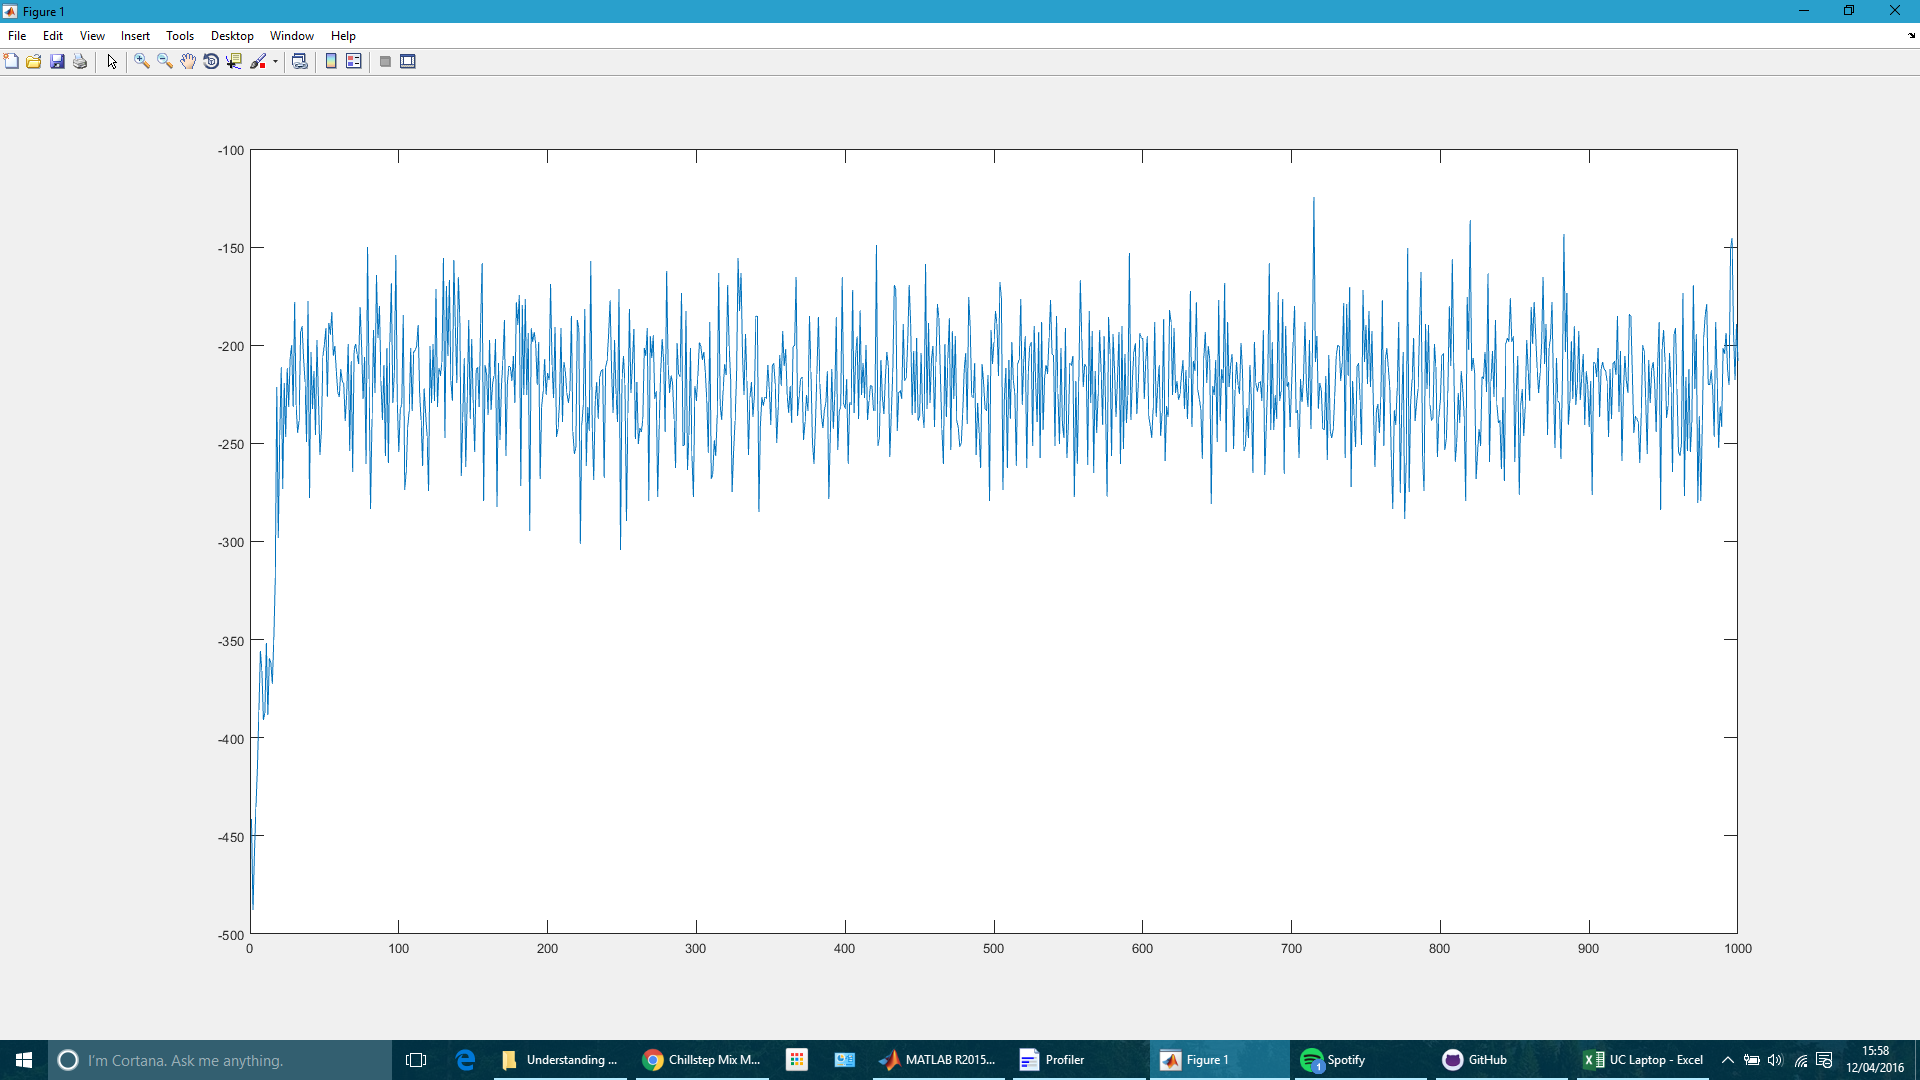 Figure 1
File Edit View Insert Tools Desktop Window Help
-100
-150
-200
-250
-300
-350
-400
-450
-500
0 100 200 300 400 500 600 700 800 900 1000
I'm Cortana. Ask me anything. Understanding ... Chillstep Mix M... MATLAB R2015... Profiler Figure 1 1 Spotify GitHub UC Laptop - Excel 15:58
12/04/2016